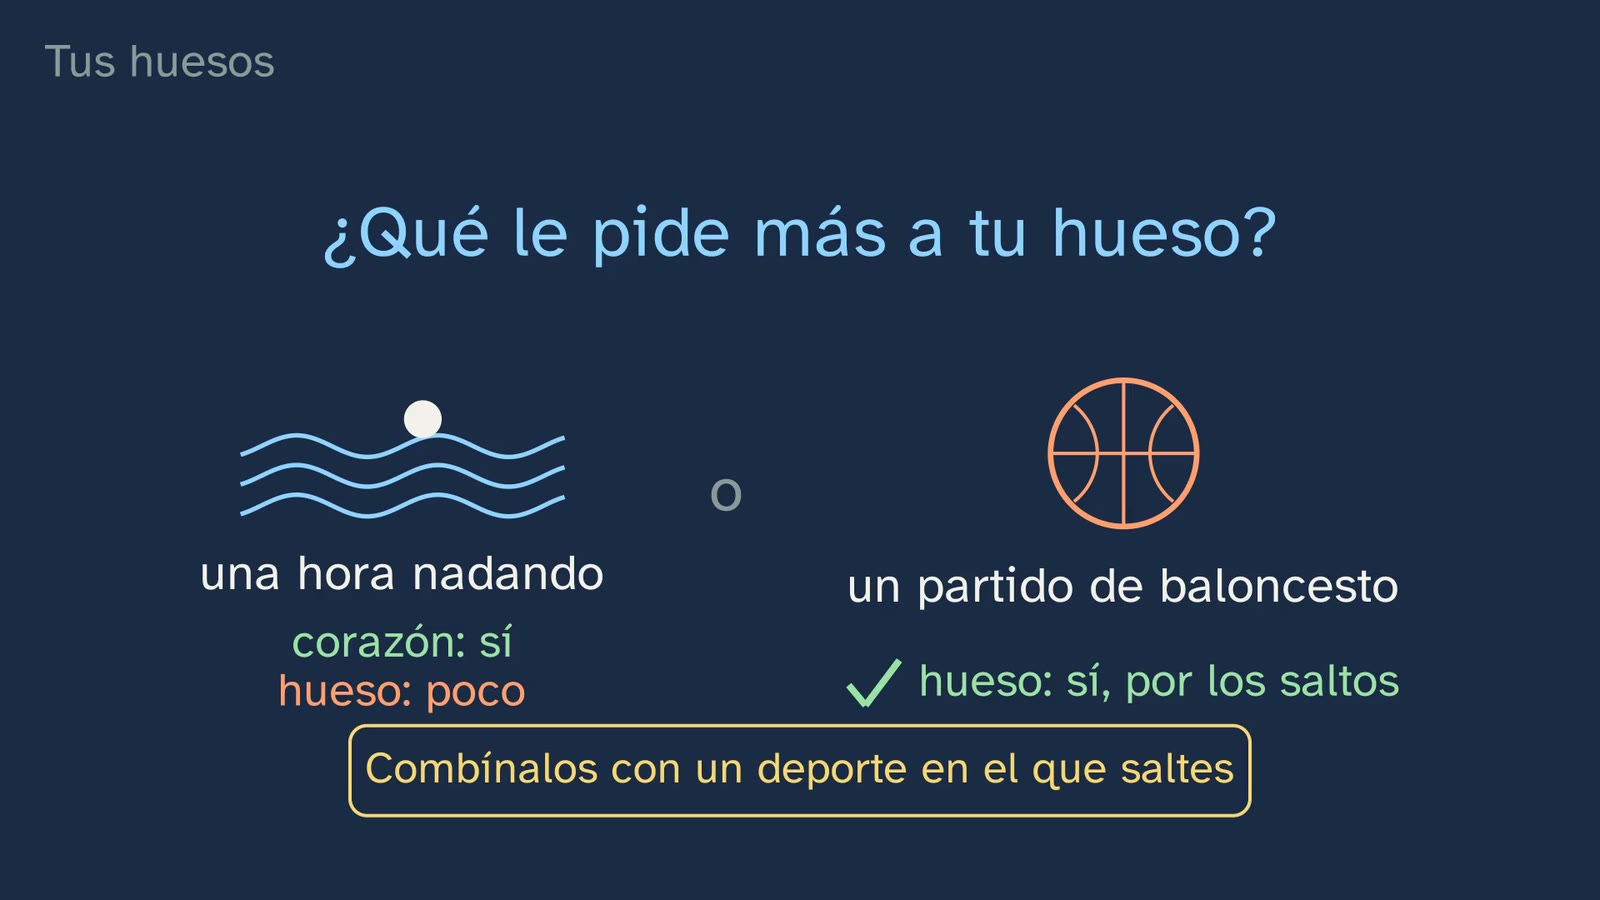 Tus huesos
¿Qué le pide más a tu hueso?
una hora nadando
corazón: sí
hueso: poco
o
un partido de baloncesto
hueso: sí, por los saltos
Combínalos con un deporte en el que saltes